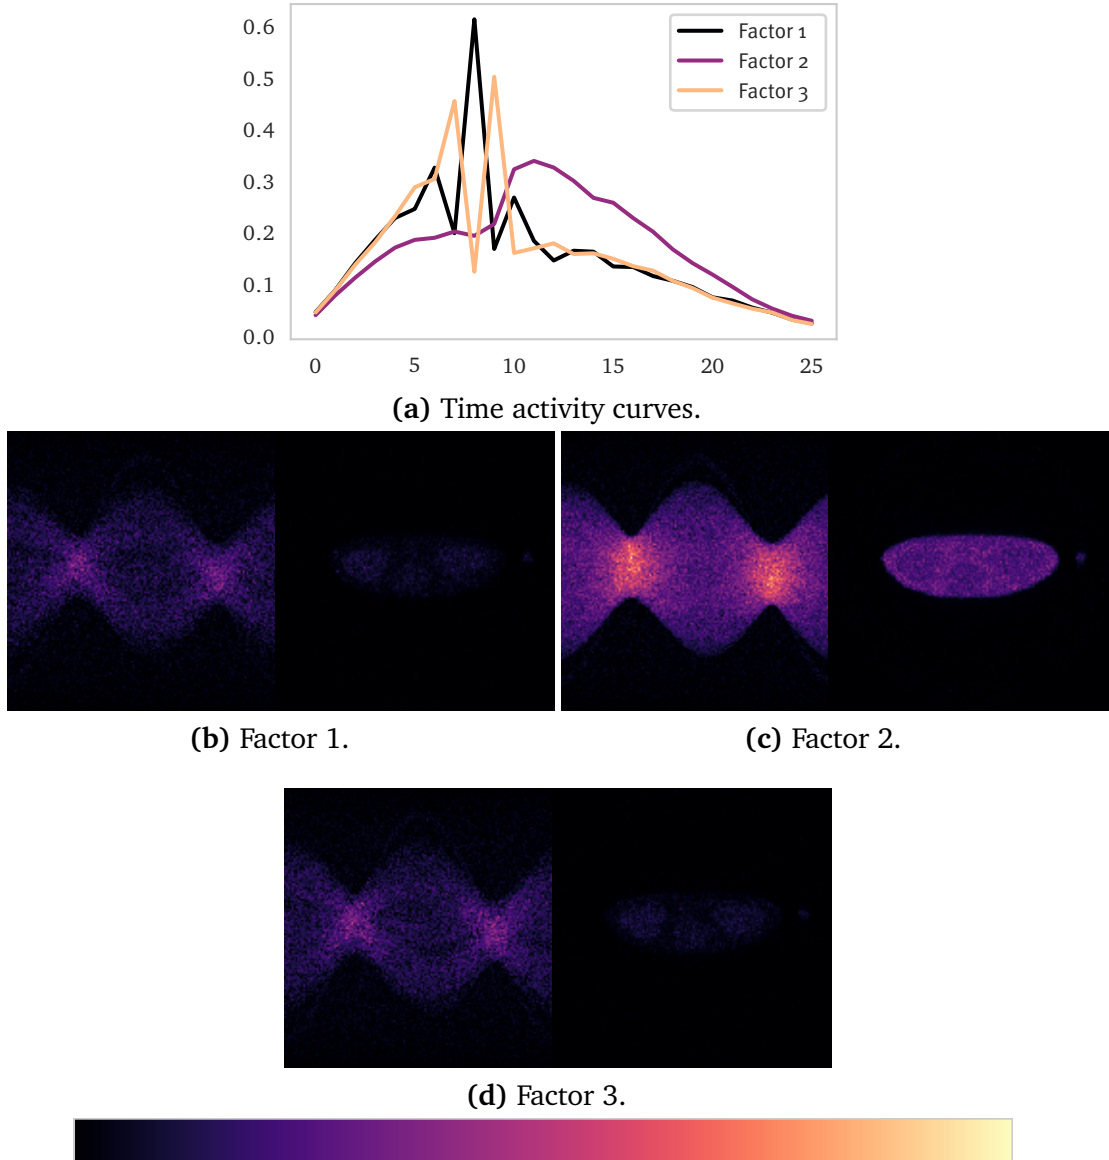 0.6
0.5
0.4
0.3
0.2
0.1
0.0
Factor 1
Factor 2
Factor 3
0 5 10 15 20 25
(a) Time activity curves.
(b) Factor 1.
(c) Factor 2.
(d) Factor 3.